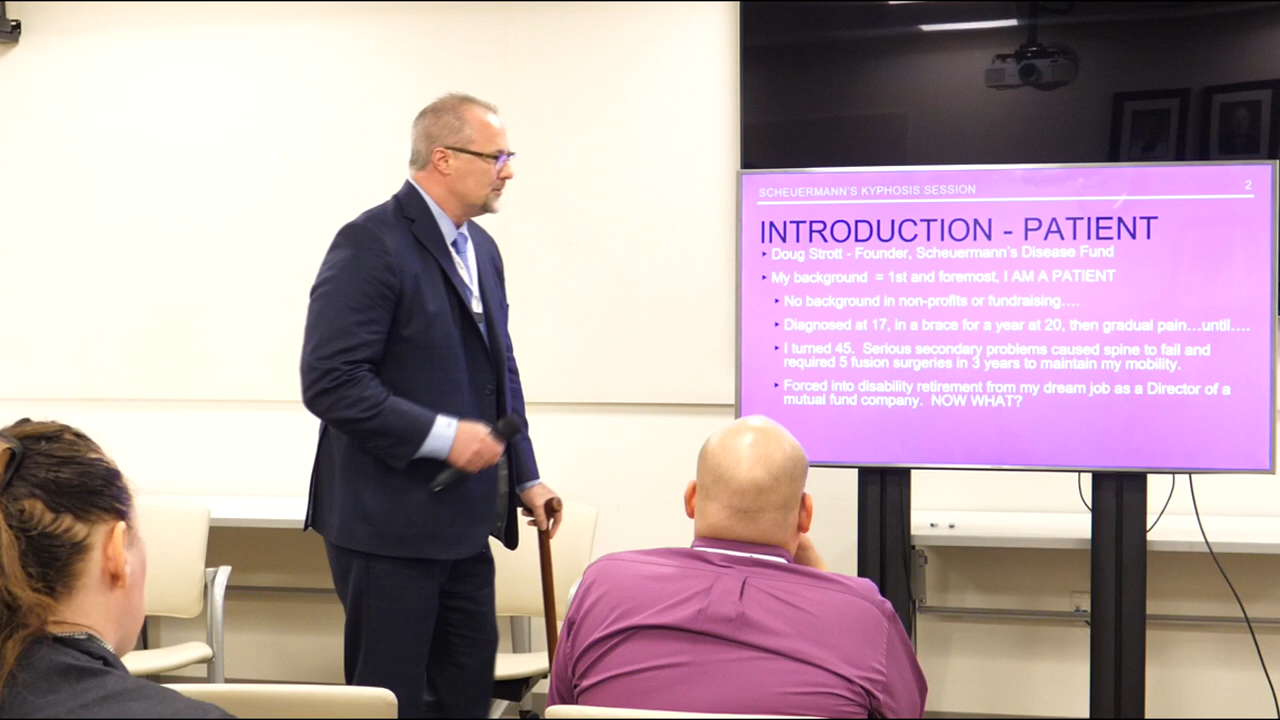 SCHEUERMANN'S KYPHOSIS SESSION 2
INTRODUCTION - PATIENT
‣ Doug Strott - Founder, Scheuermann's Disease Fund
‣ My background = 1st and foremost, I AM A PATIENT
‣ No background in non-profits or fundraising....
‣ Diagnosed at 17, in a brace for a year at 20, then gradual pain...until....
‣ I turned 45. Serious secondary problems caused spine to fail and
required 5 fusion surgeries in 3 years to maintain my mobility.
‣ Forced into disability retirement from my dream job as a Director of a
mutual fund company. NOW WHAT?